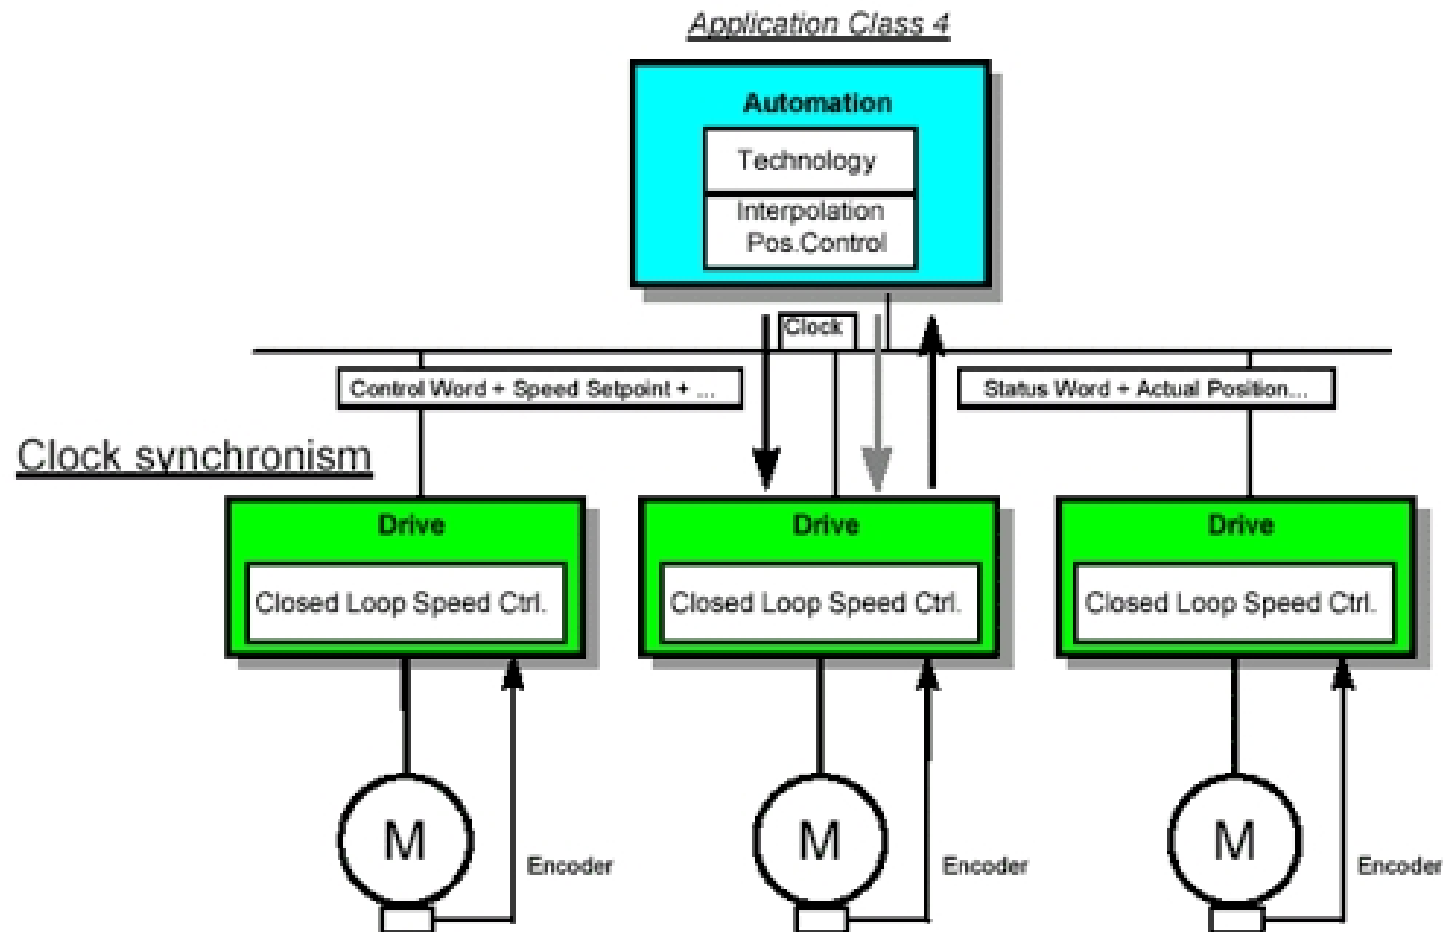 Application Class 4
Automation
Technology
Interpolation
Pos.Control
Clock
Control Word + Speed Setpoint + ...
Status Word + Actual Position...
Clock synchronism
Drive
Drive
Drive
Closed Loop Speed Ctrl.
Closed Loop Speed Ctrl.
Closed Loop Speed Ctrl.
M
M
M
Encoder
Encoder
Encoder